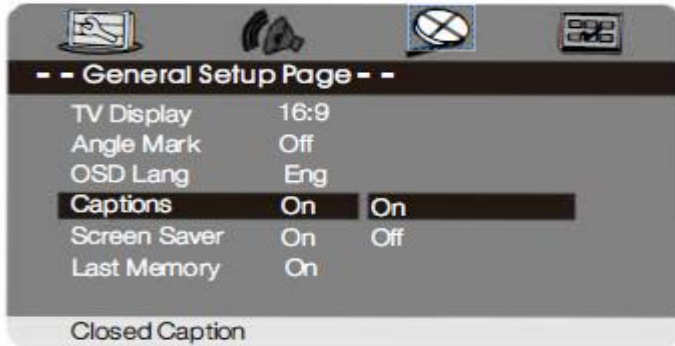 - - General Setup Page - -
TV Display 16:9
Angle Mark Off
OSD Lang Eng
Captions On On
Screen Saver On Off
Last Memory On
Closed Caption